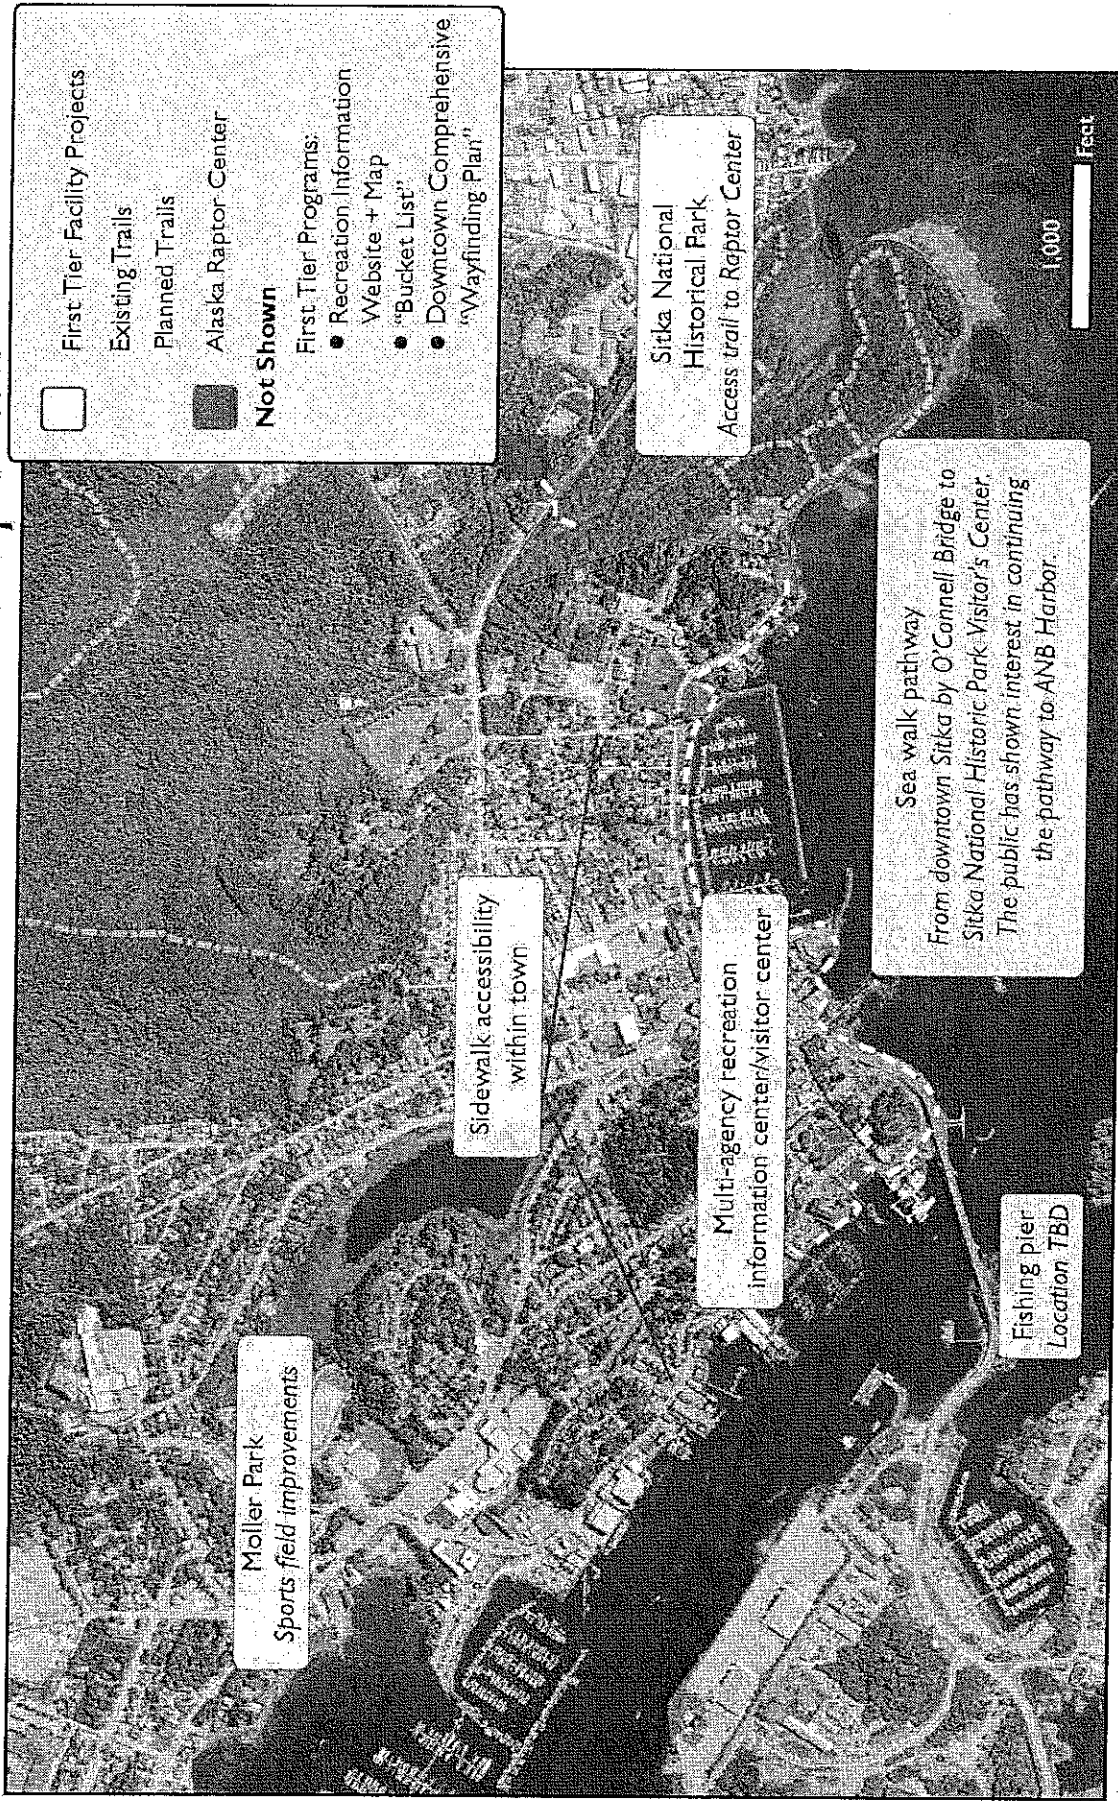 First Tier Facility Projects
Existing Trails
Planned Trails
Alaska Raptor Center
Not Shown
First Tier Programs:
● Recreation Information
Website + Map
● "Bucket List"
● Downtown Comprehensive
"Wayfinding Plan"
Moller Park
Sports field improvements
Sidewalk accessibility
within town
Sitka National
Historical Park
Access trail to Raptor Center
Multi-agency recreation
information center/visitor center
Sea walk pathway
From downtown Sitka by O'Connell Bridge to
Sitka National Historic Park Visitor's Center.
The public has shown interest in continuing
the pathway to ANB Harbor.
Fishing pier
Location TBD
1,000
Feet